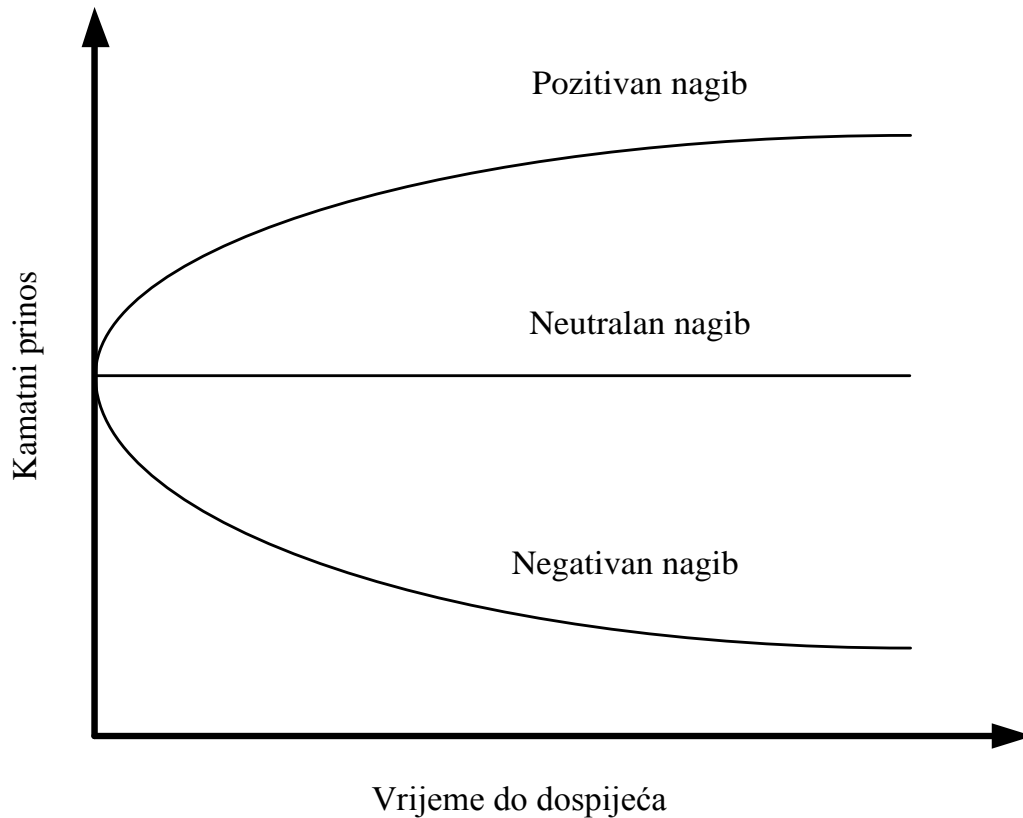 Pozitivan nagib
Neutralan nagib
Kamatni prinos
Negativan nagib
Vrijeme do dospijeća